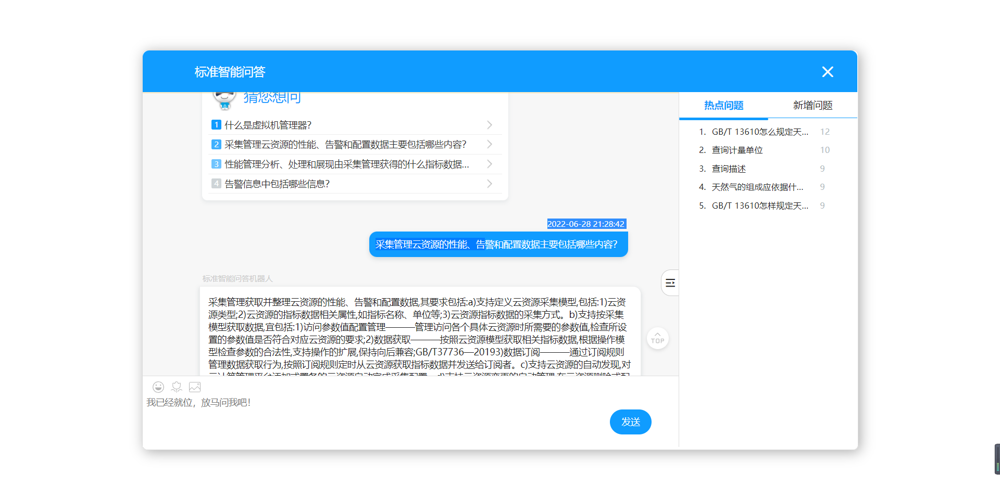 标准智能问答
猜您想问
1 什么是虚拟机管理器?
2 采集管理云资源的性能、告警和配置数据主要包括哪些内容?
3 性能管理分析、处理和展现由采集管理获得的什么指标数据...
4 告警信息中包括哪些信息?
2022-06-28 21:28:42
采集管理云资源的性能、告警和配置数据主要包括哪些内容?
标准智能问答机器人
采集管理获取并整理云资源的性能、告警和配置数据,其要求包括:a)支持定义云资源采集模型,包括:1)云资
源类型;2)云资源的指标数据相关属性,如指标名称、单位等;3)云资源指标数据的采集方式。b)支持按采集
模型获取数据,宜包括:1)访问参数值配置管理———管理访问各个具体云资源时所需要的参数值,检查所设
置的参数值是否符合对应云资源的要求;2)数据获取———按照云资源模型获取相关指标数据,根据操作模
型检查参数的合法性,支持操作的扩展,保持向后兼容;GB/T37736—20193)数据订阅———通过订阅规则
管理数据获取行为,按照订阅规则定时从云资源获取指标数据并发送给订阅者。c)支持云资源的自动发现,对
TOP
我已经就位，放马问我吧！
发送
热点问题 新增问题
1. GB/T 13610怎么规定天... 12
2. 查询计量单位 10
3. 查询描述 9
4. 天然气的组成应依据什... 9
5. GB/T 13610怎样规定天... 9